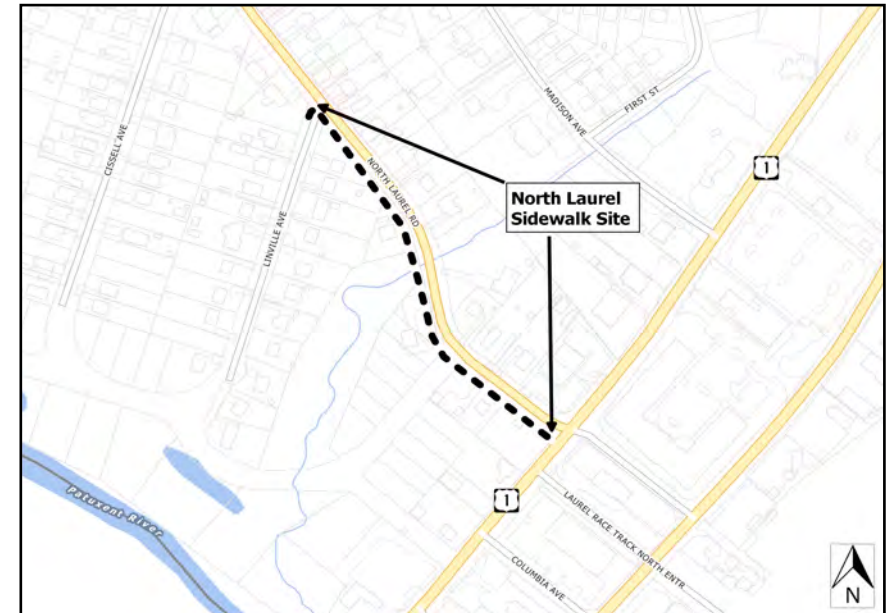 CISSELL AVE
LINVILLE AVE
NORTH LAUREL RD
MADISON AVE
FIRST ST
1
North Laurel
Sidewalk Site
1
LAUREL RACE TRACK NORTH ENTR
COLUMBIA AVE
Patuxent River
N